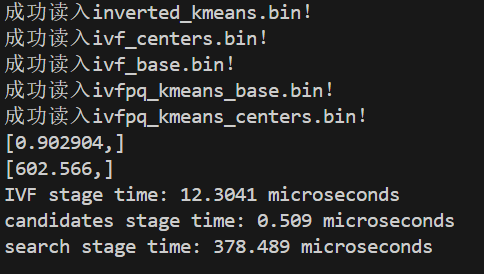 成功读入inverted_kmeans.bin!
成功读入ivf_centers.bin!
成功读入ivf_base.bin!
成功读入ivfpq_kmeans_base.bin!
成功读入ivfpq_kmeans_centers.bin!
[0.902904,]
[602.566,]
IVF stage time: 12.3041 microseconds
candidates stage time: 0.509 microseconds
search stage time: 378.489 microseconds